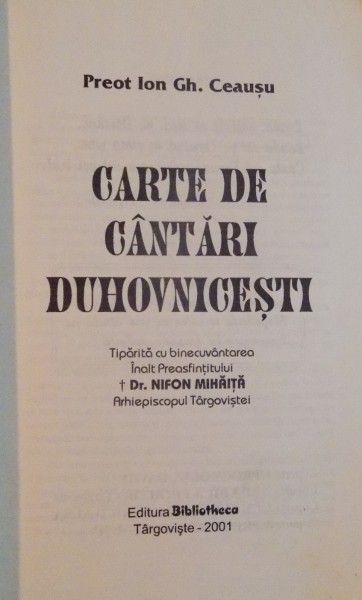 Preot Ion Gh. Ceaușu
CARTE DE
CÂNTĂRI
DUHOVNICEȘTI
Tipărită cu binecuvântarea
Înalt Preasfințitului
† Dr. NIFON MIHĂIȚĂ
Arhiepiscopul Târgoviștei
Editura Bibliotheca
Târgoviște - 2001